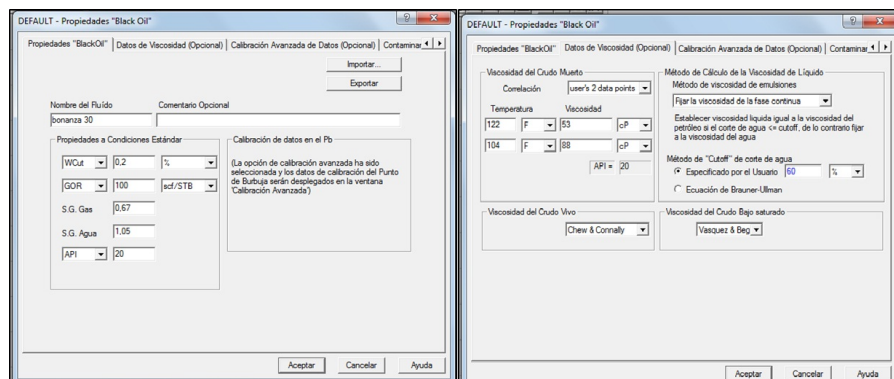 DEFAULT - Propiedades "Black Oil"
Propiedades "BlackOil" Datos de Viscosidad (Opcional) Calibración Avanzada de Datos (Opcional) Contaminar
Importar...
Exportar
Nombre del Fluído Comentario Opcional
bonanza 30
Propiedades a Condiciones Estándar
WCut 0,2 %
GOR 100 scf/STB
S.G. Gas 0,67
S.G. Agua 1,05
API 20
Calibración de datos en el Pb
(La opción de calibración avanzada ha sido
seleccionada y los datos de calibración del Punto
de Burbuja serán desplegados en la ventana
'Calibración Avanzada')
Aceptar Cancelar Ayuda
DEFAULT - Propiedades "Black Oil"
Propiedades "BlackOil" Datos de Viscosidad (Opcional) Calibración Avanzada de Datos (Opcional) Contaminar
Viscosidad del Crudo Muerto
Correlación user's 2 data points
Temperatura Viscosidad
122 F 53 cP
104 F 88 cP
API = 20
Método de Cálculo de la Viscosidad de Líquido
Método de viscosidad de emulsiones
Fijar la viscosidad de la fase continua
Establecer viscosidad liquida igual a la viscosidad del
petróleo si el corte de agua <= cutoff, de lo contrario fijar
a la viscosidad del agua
Método de "Cutoff" de corte de agua
Especificado por el Usuario 60 %
Ecuación de Brauner-Ullman
Viscosidad del Crudo Vivo
Chew & Connally
Viscosidad del Crudo Bajo saturado
Vasquez & Beg
Aceptar Cancelar Ayuda